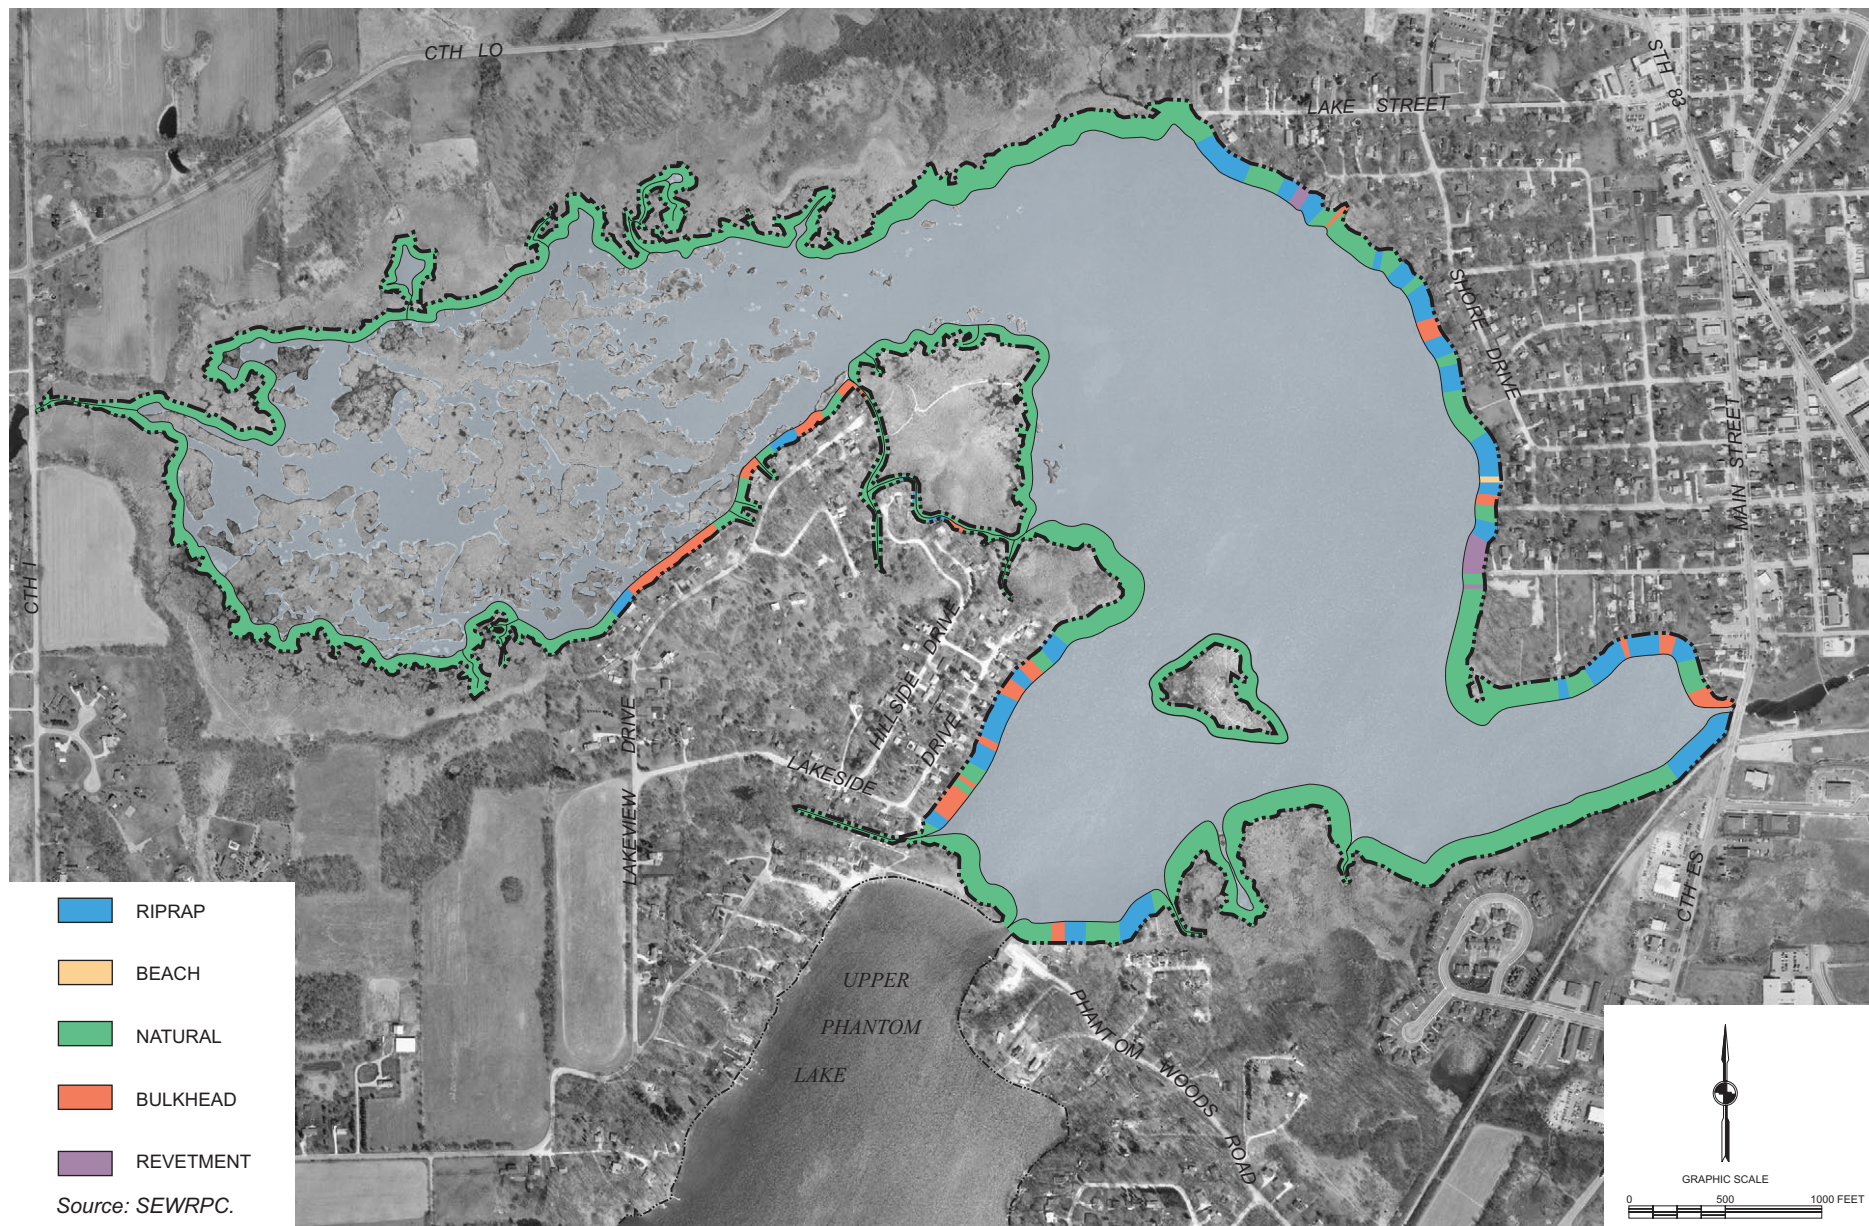 CTH LO
STH 83
LAKE STREET
SHORE DRIVE
MAIN STREET
CTH I
HILLSIDE DRIVE
LAKEVIEW DRIVE
LAKESIDE DRIVE
CTH ES
UPPER
PHANTOM
LAKE
PHANTOM WOODS ROAD
RIPRAP
BEACH
NATURAL
BULKHEAD
REVETMENT
Source: SEWRPC.
GRAPHIC SCALE
0 500 1000 FEET